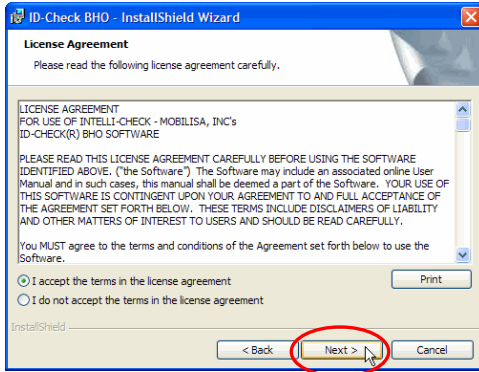 ID-Check BHO - InstallShield Wizard
License Agreement
Please read the following license agreement carefully.
LICENSE AGREEMENT
FOR USE OF INTELLI-CHECK - MOBILISA, INC's
ID-CHECK(R) BHO SOFTWARE
PLEASE READ THIS LICENSE AGREEMENT CAREFULLY BEFORE USING THE SOFTWARE
IDENTIFIED ABOVE. ("the Software") The Software may include an associated online User
Manual and in such cases, this manual shall be deemed a part of the Software. YOUR USE OF
THIS SOFTWARE IS CONTINGENT UPON YOUR AGREEMENT TO AND FULL ACCEPTANCE OF
THE AGREEMENT SET FORTH BELOW. THESE TERMS INCLUDE DISCLAIMERS OF LIABILITY
AND OTHER MATTERS OF INTEREST TO USERS AND SHOULD BE READ CAREFULLY.
You MUST agree to the terms and conditions of the Agreement set forth below to use the
Software.
I accept the terms in the license agreement
Print
I do not accept the terms in the license agreement
InstallShield
< Back
Next >
Cancel